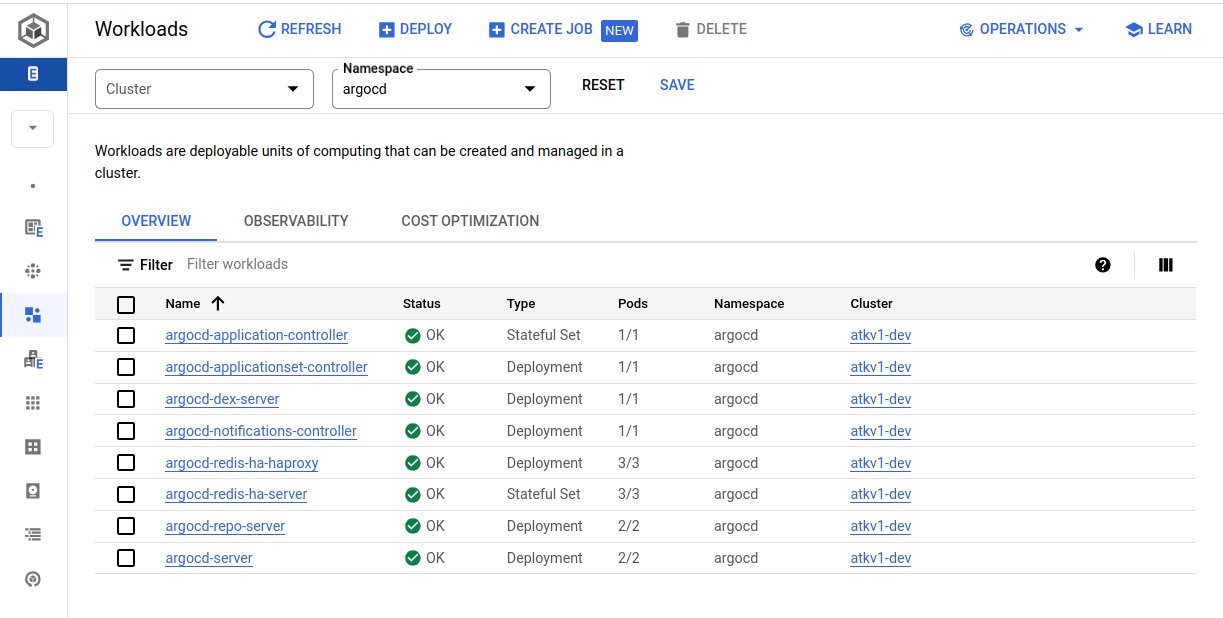 Workloads
REFRESH
DEPLOY
CREATE JOB NEW
DELETE
OPERATIONS
LEARN
E
Cluster
Namespace
argocd
RESET
SAVE
Workloads are deployable units of computing that can be created and managed in a
cluster.
OVERVIEW OBSERVABILITY COST OPTIMIZATION
Filter Filter workloads
?
Name Status Type Pods Namespace Cluster
argocd-application-controller OK Stateful Set 1/1 argocd atkv1-dev
argocd-applicationset-controller OK Deployment 1/1 argocd atkv1-dev
argocd-dex-server OK Deployment 1/1 argocd atkv1-dev
argocd-notifications-controller OK Deployment 1/1 argocd atkv1-dev
argocd-redis-ha-haproxy OK Deployment 3/3 argocd atkv1-dev
argocd-redis-ha-server OK Stateful Set 3/3 argocd atkv1-dev
argocd-repo-server OK Deployment 2/2 argocd atkv1-dev
argocd-server OK Deployment 2/2 argocd atkv1-dev
E
E